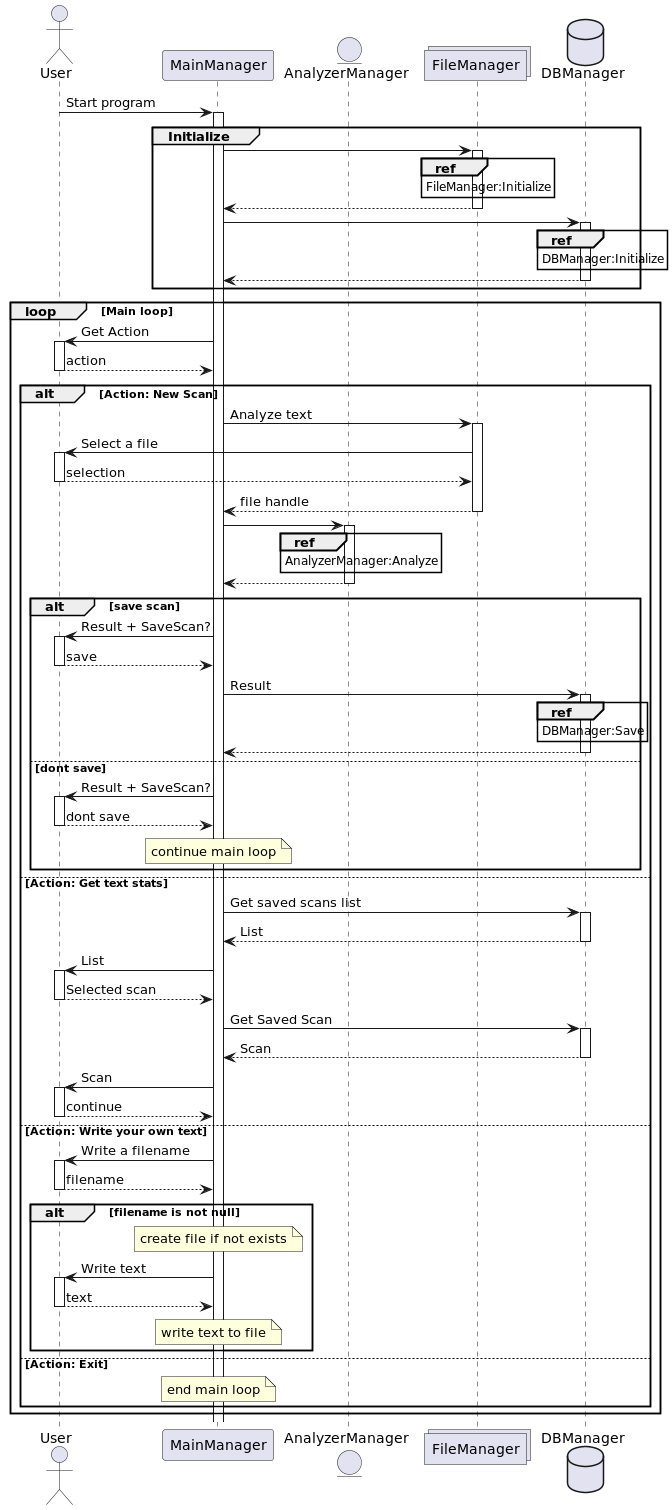 User
MainManager
AnalyzerManager
FileManager
DBManager
Start program
Initialize
ref
FileManager:Initialize
ref
DBManager:Initialize
loop [Main loop]
Get Action
action
alt [Action: New Scan]
Analyze text
Select a file
selection
file handle
ref
AnalyzerManager:Analyze
alt [save scan]
Result + SaveScan?
save
Result
ref
DBManager:Save
[dont save]
Result + SaveScan?
dont save
continue main loop
[Action: Get text stats]
Get saved scans list
List
List
Selected scan
Get Saved Scan
Scan
Scan
continue
[Action: Write your own text]
Write a filename
filename
alt [filename is not null]
create file if not exists
Write text
text
write text to file
[Action: Exit]
end main loop
User
MainManager
AnalyzerManager
FileManager
DBManager